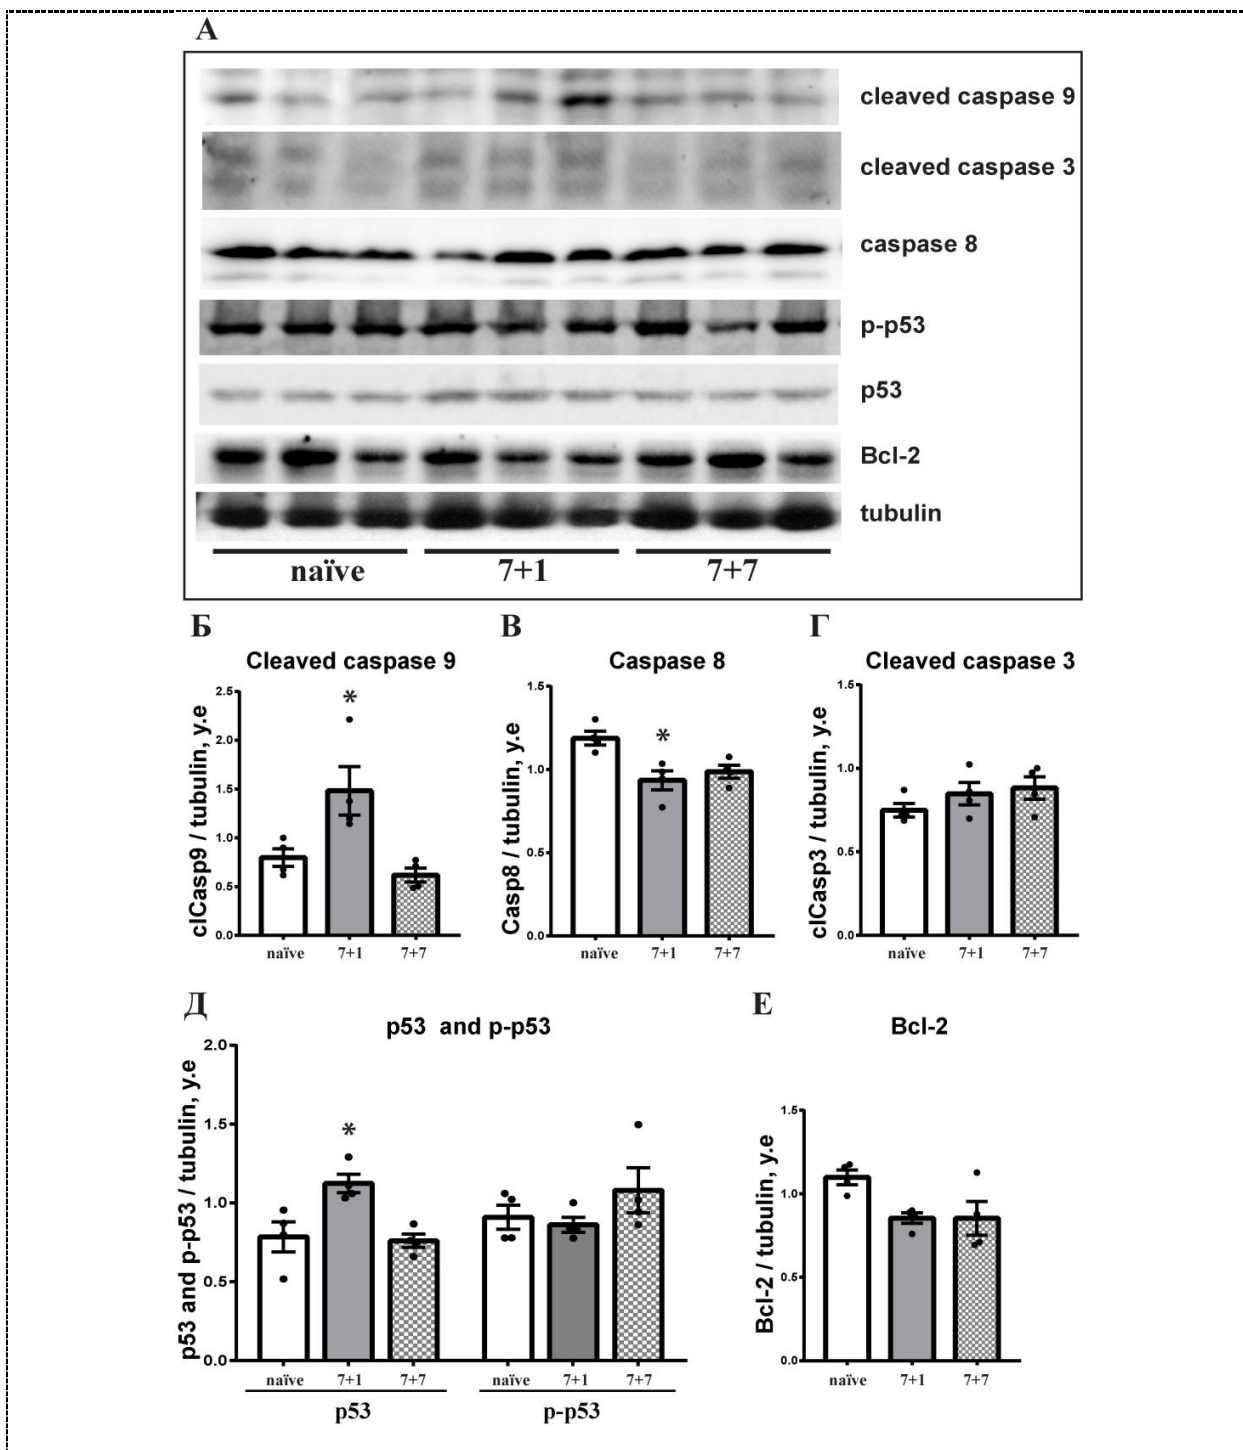 А
cleaved caspase 9
cleaved caspase 3
caspase 8
p-p53
p53
Bcl-2
tubulin
naïve 7+1 7+7
Б В Г
Cleaved caspase 9
clCasp9 / tubulin, y.e
2.5
2.0
1.5
1.0
0.5
0.0
*
naïve 7+1 7+7
Caspase 8
Casp8 / tubulin, y.e
1.5
1.0
0.5
0.0
*
naïve 7+1 7+7
Cleaved caspase 3
clCasp3 / tubulin, y.e
1.5
1.0
0.5
0.0
naïve 7+1 7+7
Д Е
p53 and p-p53
p53 and p-p53 / tubulin, y.e
2.0
1.5
1.0
0.5
0.0
*
naïve 7+1 7+7 naïve 7+1 7+7
p53 p-p53
Bcl-2
Bcl-2 / tubulin, y.e
1.5
1.0
0.5
0.0
naïve 7+1 7+7